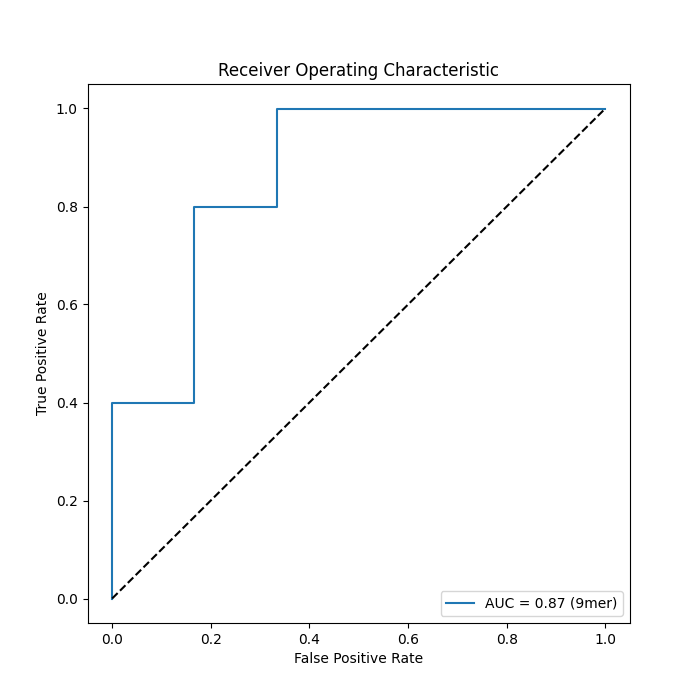 Receiver Operating Characteristic
True Positive Rate
1.0
0.8
0.6
0.4
0.2
0.0
AUC = 0.87 (9mer)
0.0 0.2 0.4 0.6 0.8 1.0
False Positive Rate